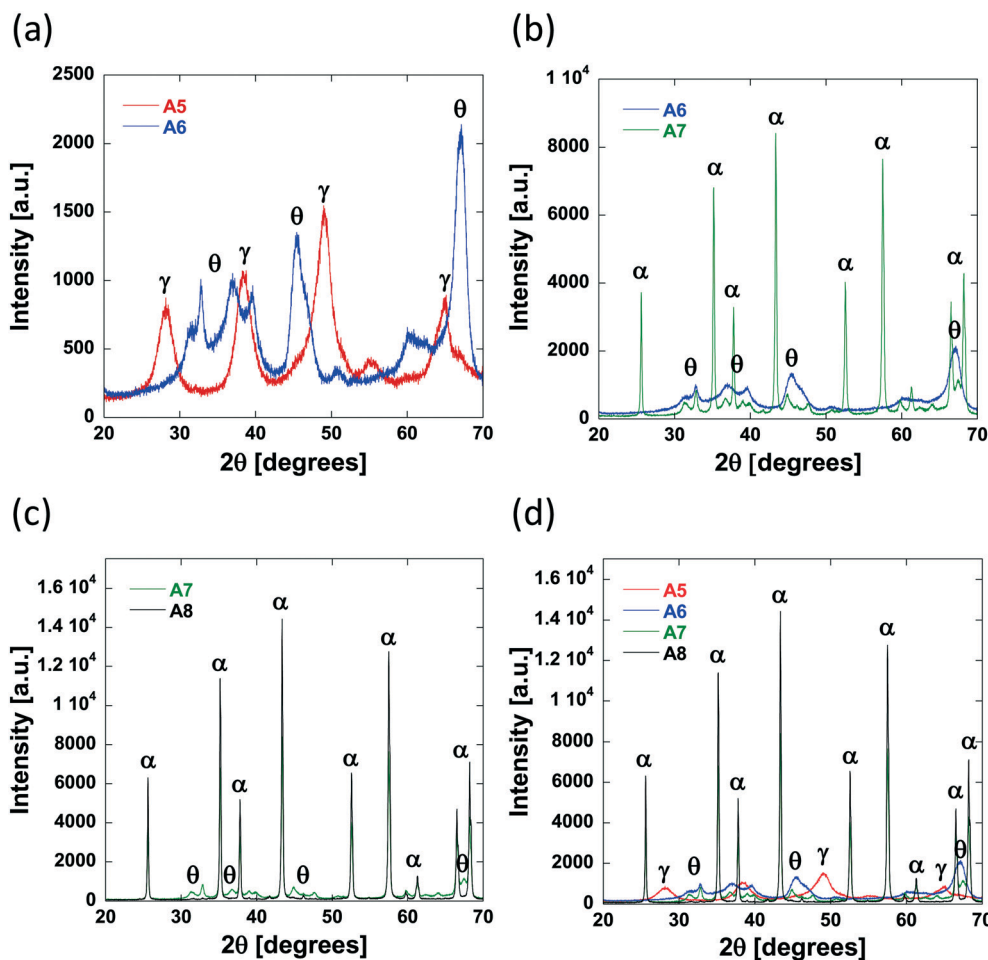 (a)
2500
2000
1500
1000
500
0
Intensity [a.u.]
A5
A6
γ
θ
γ
θ
γ
γ
θ
20 30 40 50 60 70
2θ [degrees]
(b)
1 10⁴
8000
6000
4000
2000
0
Intensity [a.u.]
A6
A7
α
α
α
α
α
α
α
θ
θ
θ
θ
20 30 40 50 60 70
2θ [degrees]
(c)
1.6 10⁴
1.4 10⁴
1.2 10⁴
1 10⁴
8000
6000
4000
2000
0
Intensity [a.u.]
A7
A8
α
α
α
α
α
α
α
α
θ
θ
θ
θ
20 30 40 50 60 70
2θ [degrees]
(d)
1.6 10⁴
1.4 10⁴
1.2 10⁴
1 10⁴
8000
6000
4000
2000
0
Intensity [a.u.]
A5
A6
A7
A8
α
α
α
α
α
α
α
α
α
γ
θ
θ
γ
γ
θ
20 30 40 50 60 70
2θ [degrees]